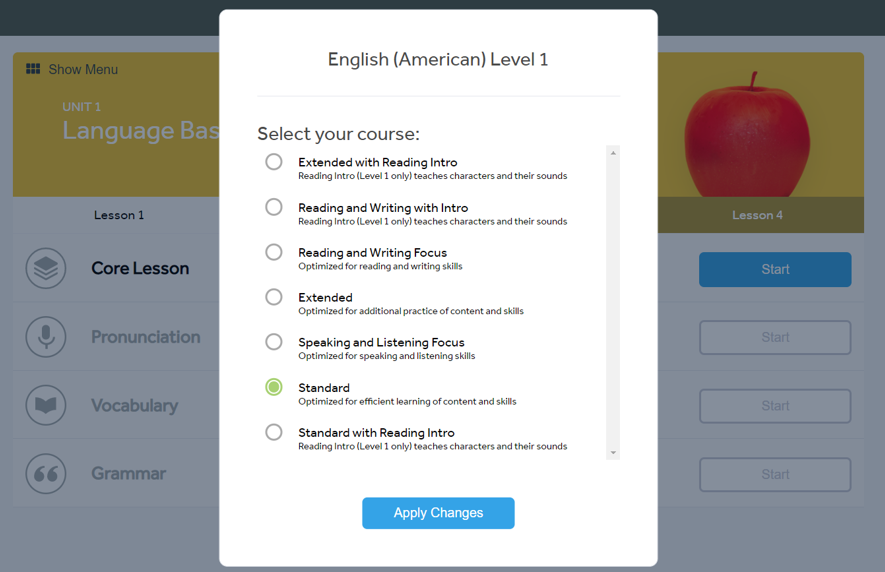 English (American) Level 1
Show Menu
UNIT 1
Language Bas
Select your course:
Extended with Reading Intro
Reading Intro (Level 1 only) teaches characters and their sounds
Reading and Writing with Intro
Reading Intro (Level 1 only) teaches characters and their sounds
Reading and Writing Focus
Optimized for reading and writing skills
Extended
Optimized for additional practice of content and skills
Speaking and Listening Focus
Optimized for speaking and listening skills
Standard
Optimized for efficient learning of content and skills
Standard with Reading Intro
Reading Intro (Level 1 only) teaches characters and their sounds
Apply Changes
Lesson 1
Lesson 4
Core Lesson
Start
Pronunciation
Start
Vocabulary
Start
Grammar
Start